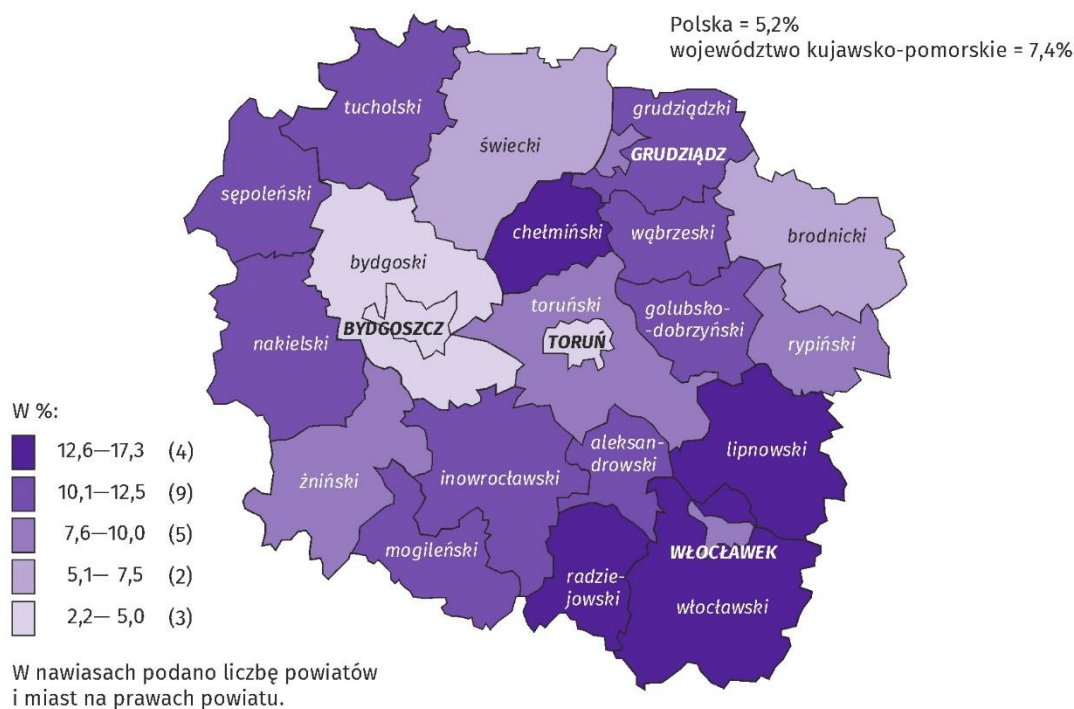 Polska = 5,2%
województwo kujawsko-pomorskie = 7,4%
tucholski
grudziądzki
świecki
GRUDZIĄDZ
sępoleński
chełmiński
wąbrzeski
brodnicki
bydgoski
toruński
golubsko-
-dobrzyński
BYDGOSZCZ
TORUŃ
nakielski
rypiński
aleksan-
drowski
lipnowski
żniński
inowrocławski
mogileński
WŁOCŁAWEK
radzie-
jowski
włocławski
W %:
12,6—17,3 (4)
10,1—12,5 (9)
7,6—10,0 (5)
5,1— 7,5 (2)
2,2— 5,0 (3)
W nawiasach podano liczbę powiatów
i miast na prawach powiatu.